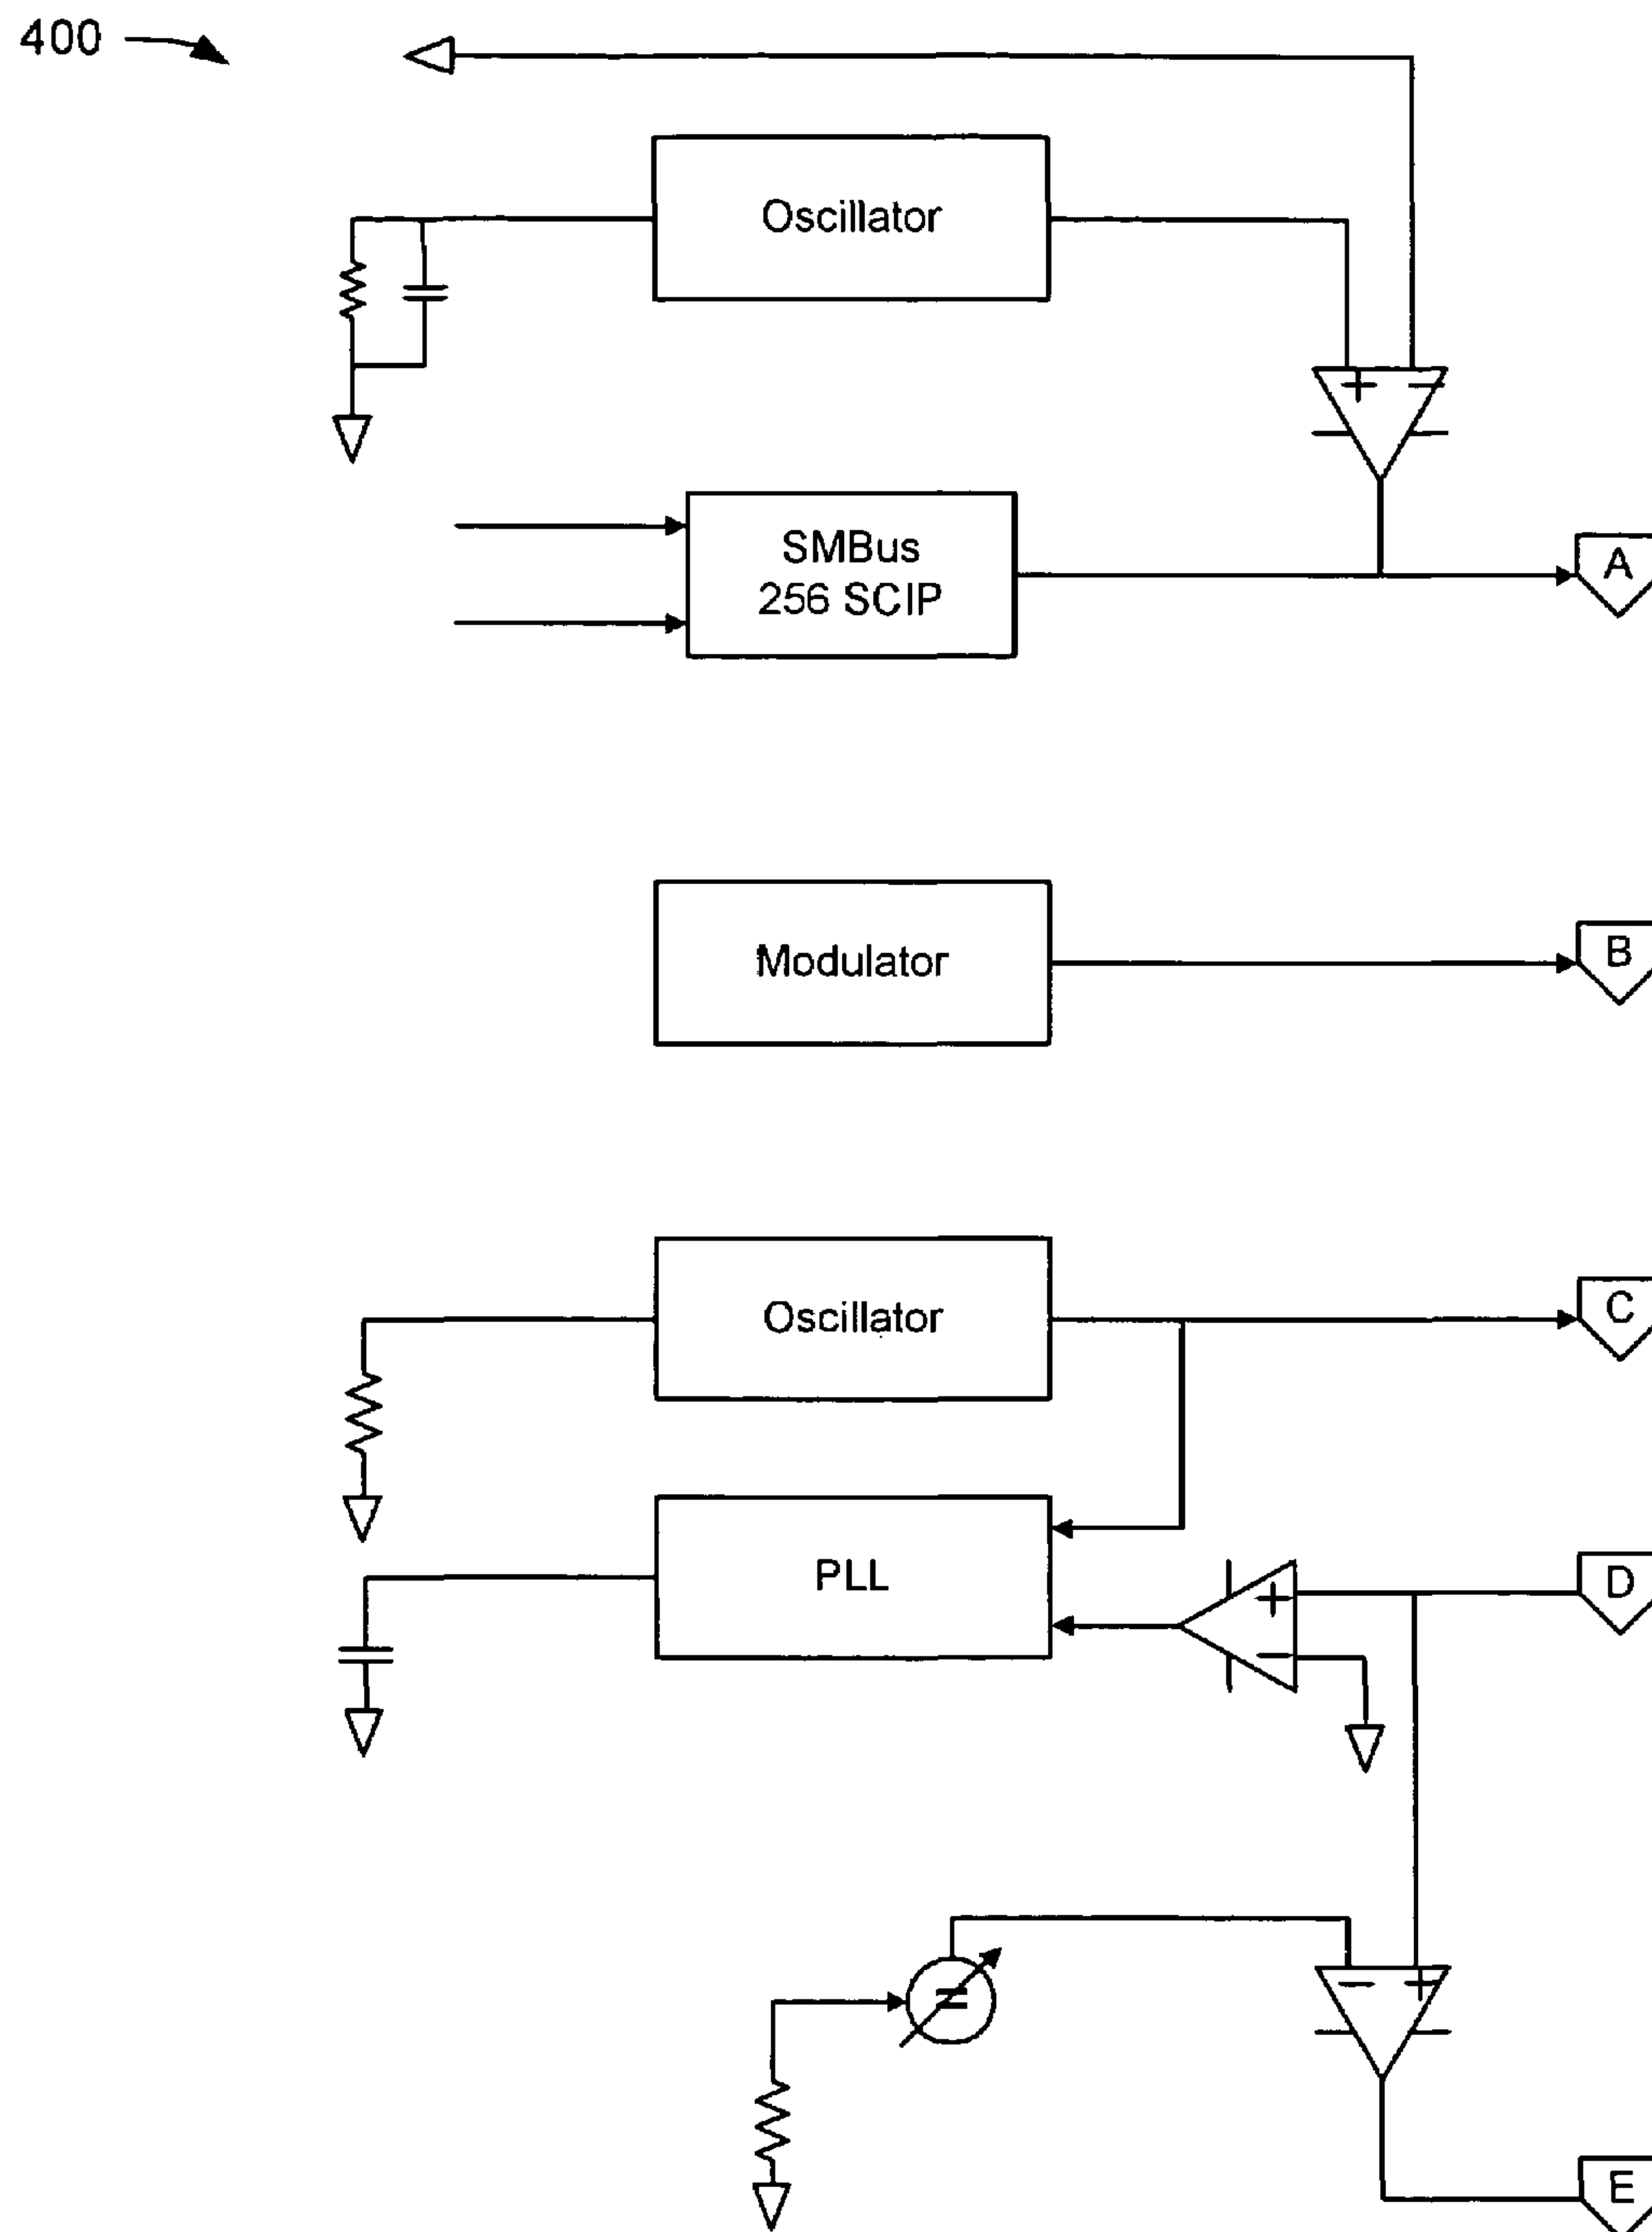 400
Oscillator
SMBus
256 SCIP
A
Modulator
B
Oscillator
C
PLL
D
E